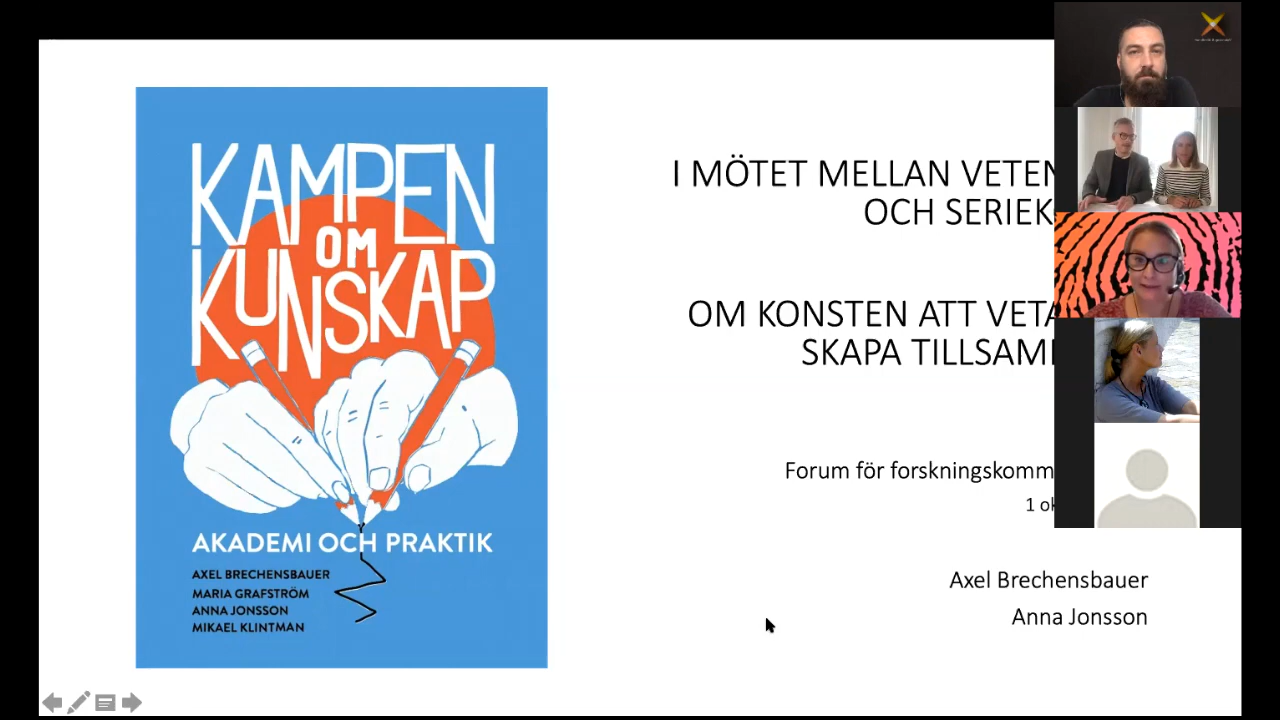 KAMPEN
OM
KUNSKAP
AKADEMI OCH PRAKTIK
AXEL BRECHENSBAUER
MARIA GRAFSTRÖM
ANNA JONSSON
MIKAEL KLINTMAN
I MÖTET MELLAN VETEN
OCH SERIEK
OM KONSTEN ATT VETA
SKAPA TILLSAM
Forum för forskningskomm
1 ok
Axel Brechensbauer
Anna Jonsson